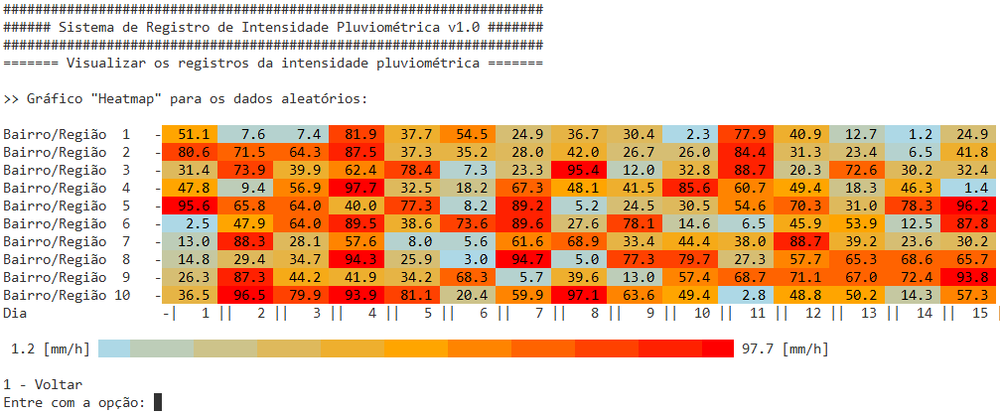 ####################################################################
###### Sistema de Registro de Intensidade Pluviométrica v1.0 #######
####################################################################
======= Visualizar os registros da intensidade pluviométrica =======
>> Gráfico "Heatmap" para os dados aleatórios:
Bairro/Região 1 - 51.1 7.6 7.4 81.9 37.7 54.5 24.9 36.7 30.4 2.3 77.9 40.9 12.7 1.2 24.9
Bairro/Região 2 - 80.6 71.5 64.3 87.5 37.3 35.2 28.0 42.0 26.7 26.0 84.4 31.3 23.4 6.5 41.8
Bairro/Região 3 - 31.4 73.9 39.9 62.4 78.4 7.3 23.3 95.4 12.0 32.8 88.7 20.3 72.6 30.2 32.4
Bairro/Região 4 - 47.8 9.4 56.9 97.7 32.5 18.2 67.3 48.1 41.5 85.6 60.7 49.4 18.3 46.3 1.4
Bairro/Região 5 - 95.6 65.8 64.0 40.0 77.3 8.2 89.2 5.2 24.5 30.5 54.6 70.3 31.0 78.3 96.2
Bairro/Região 6 - 2.5 47.9 64.0 89.5 38.6 73.6 89.6 27.6 78.1 14.6 6.5 45.9 53.9 12.5 87.8
Bairro/Região 7 - 13.0 88.3 28.1 57.6 8.0 5.6 61.6 68.9 33.4 44.4 38.0 88.7 39.2 23.6 30.2
Bairro/Região 8 - 14.8 29.4 34.7 94.3 25.9 3.0 94.7 5.0 77.3 79.7 27.3 57.7 65.3 68.6 65.7
Bairro/Região 9 - 26.3 87.3 44.2 41.9 34.2 68.3 5.7 39.6 13.0 57.4 68.7 71.1 67.0 72.4 93.8
Bairro/Região 10 - 36.5 96.5 79.9 93.9 81.1 20.4 59.9 97.1 63.6 49.4 2.8 48.8 50.2 14.3 57.3
Dia -| 1 || 2 || 3 || 4 || 5 || 6 || 7 || 8 || 9 || 10 || 11 || 12 || 13 || 14 || 15 |
1.2 [mm/h] 97.7 [mm/h]
1 - Voltar
Entre com a opção: